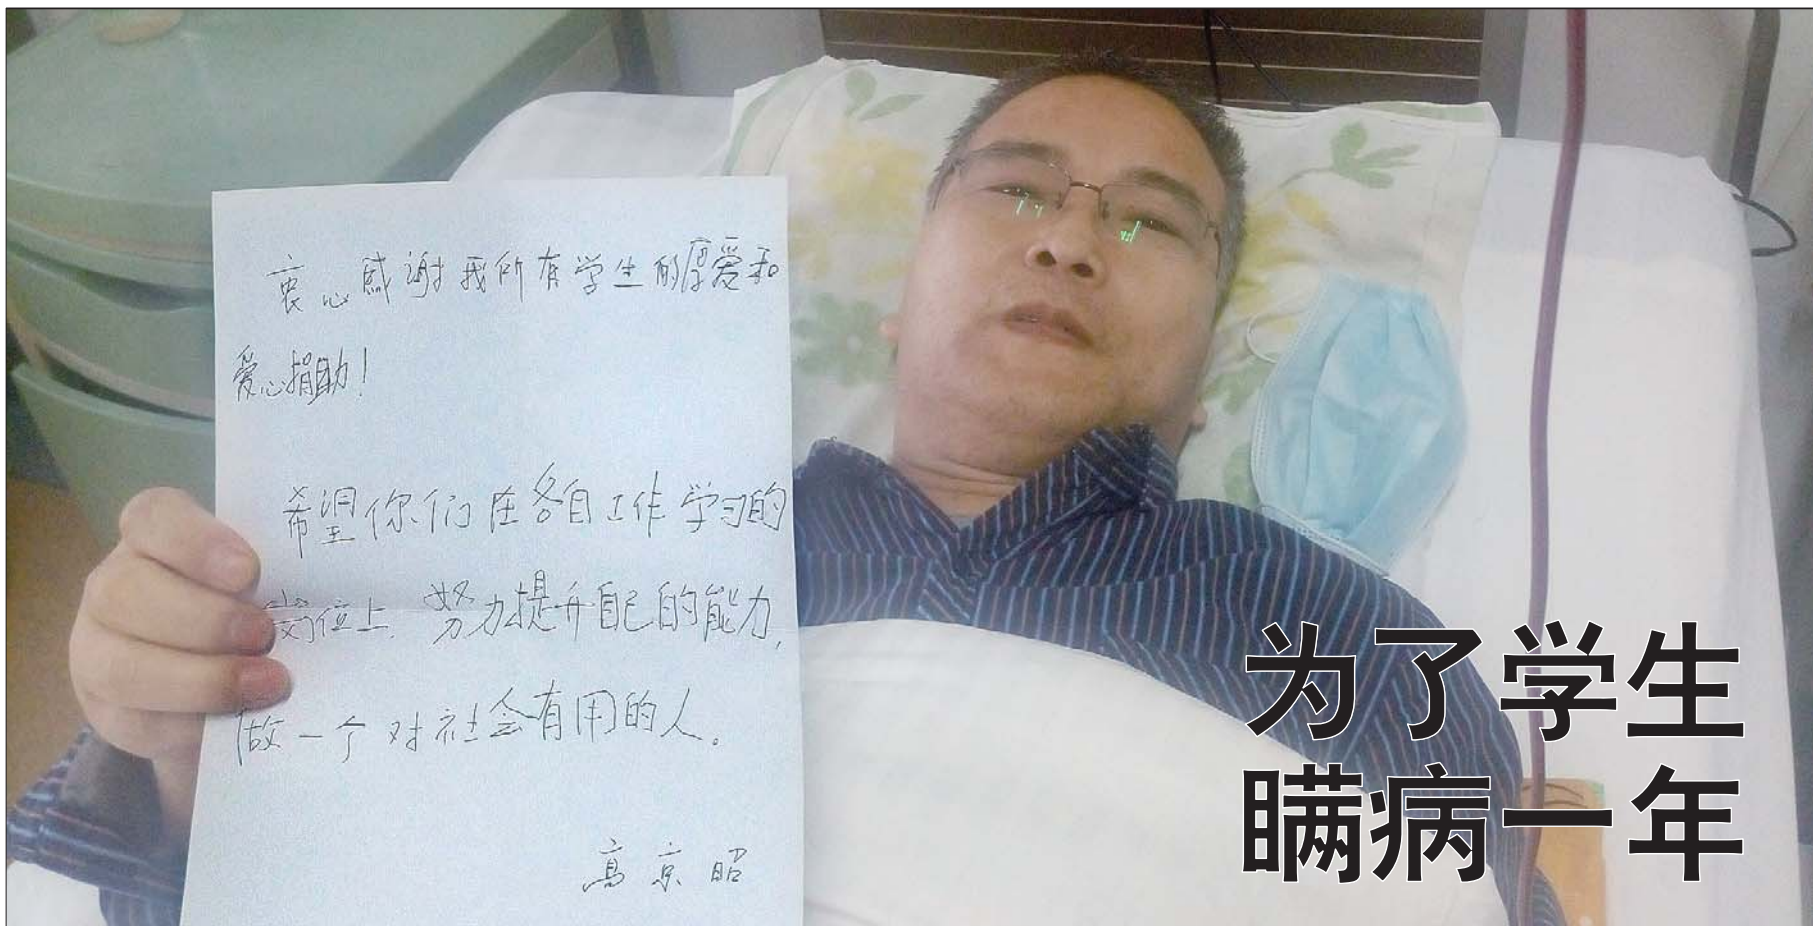 衷心感谢我所有学生的厚爱和
爱心捐助！
希望你们在各自工作学习的
岗位上，努力提升自己的能力，
做一个对社会有用的人。
高京昭
为了学生
瞒病一年